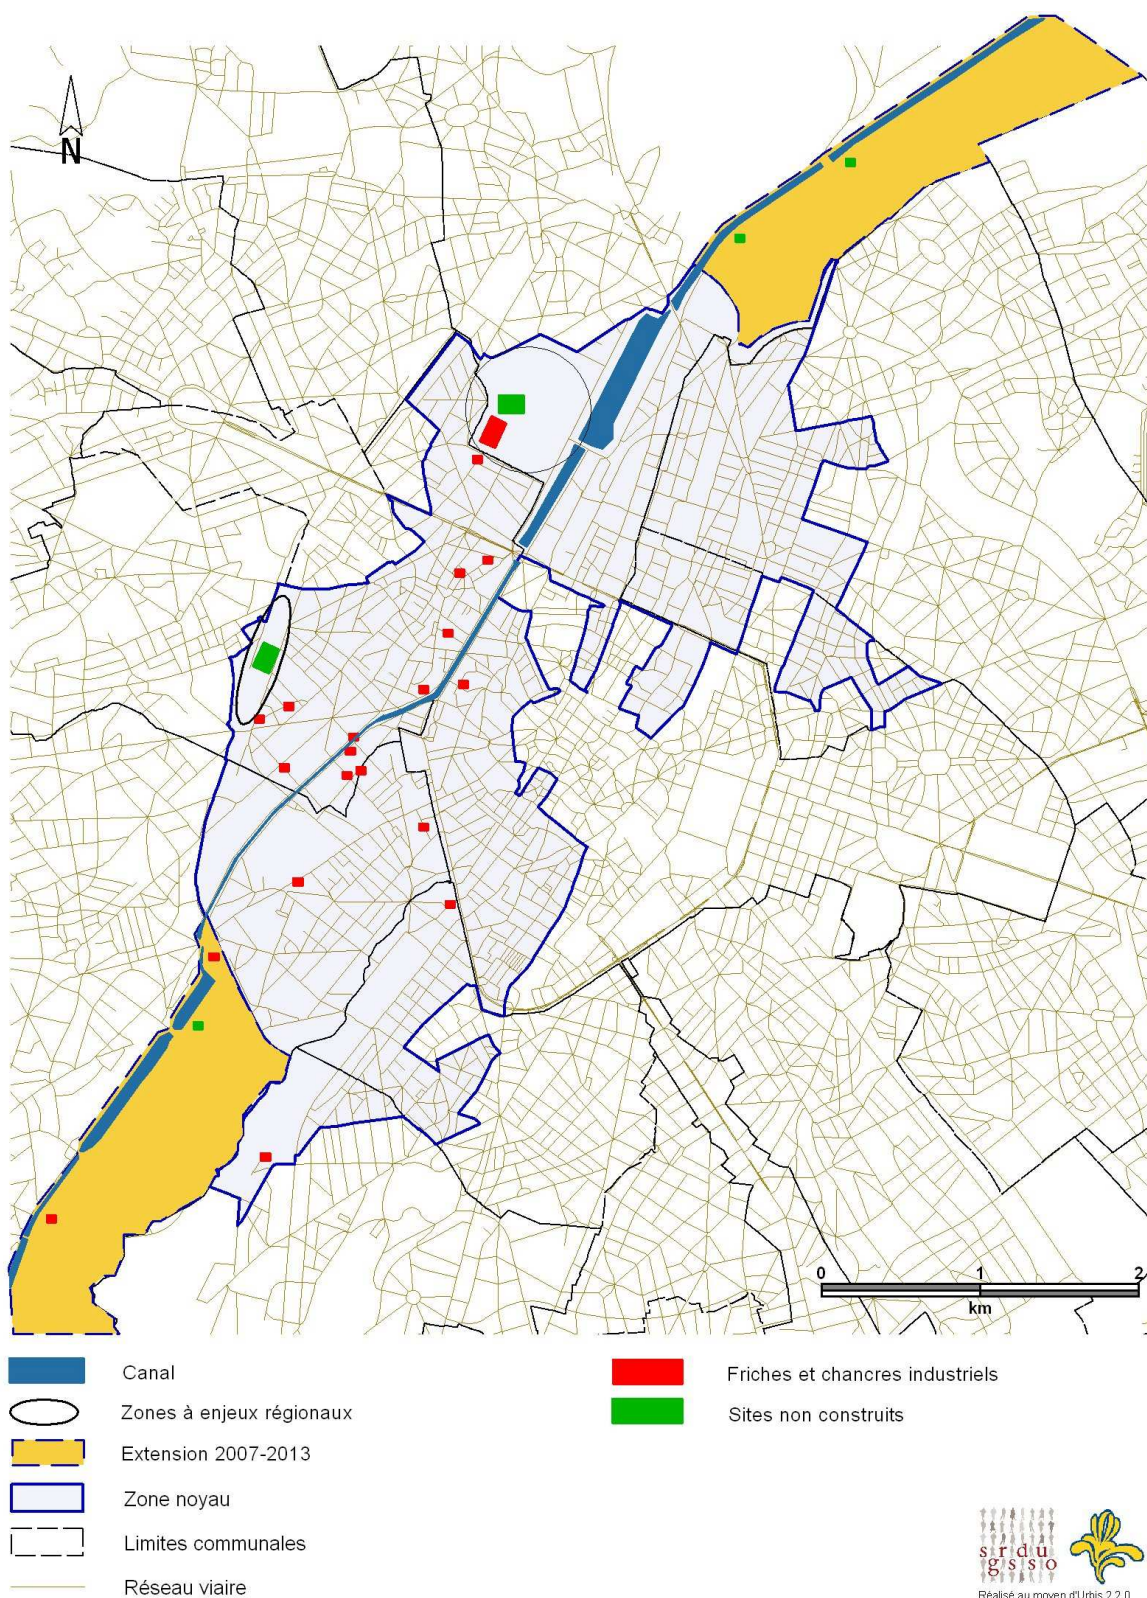 N
0 1 2
km
Canal
Zones à enjeux régionaux
Extension 2007-2013
Zone noyau
Limites communales
Réseau viaire
Friches et chancres industriels
Sites non construits
s r d u
g s s o
Réalisé au moyen d'Urbis 2.2.0